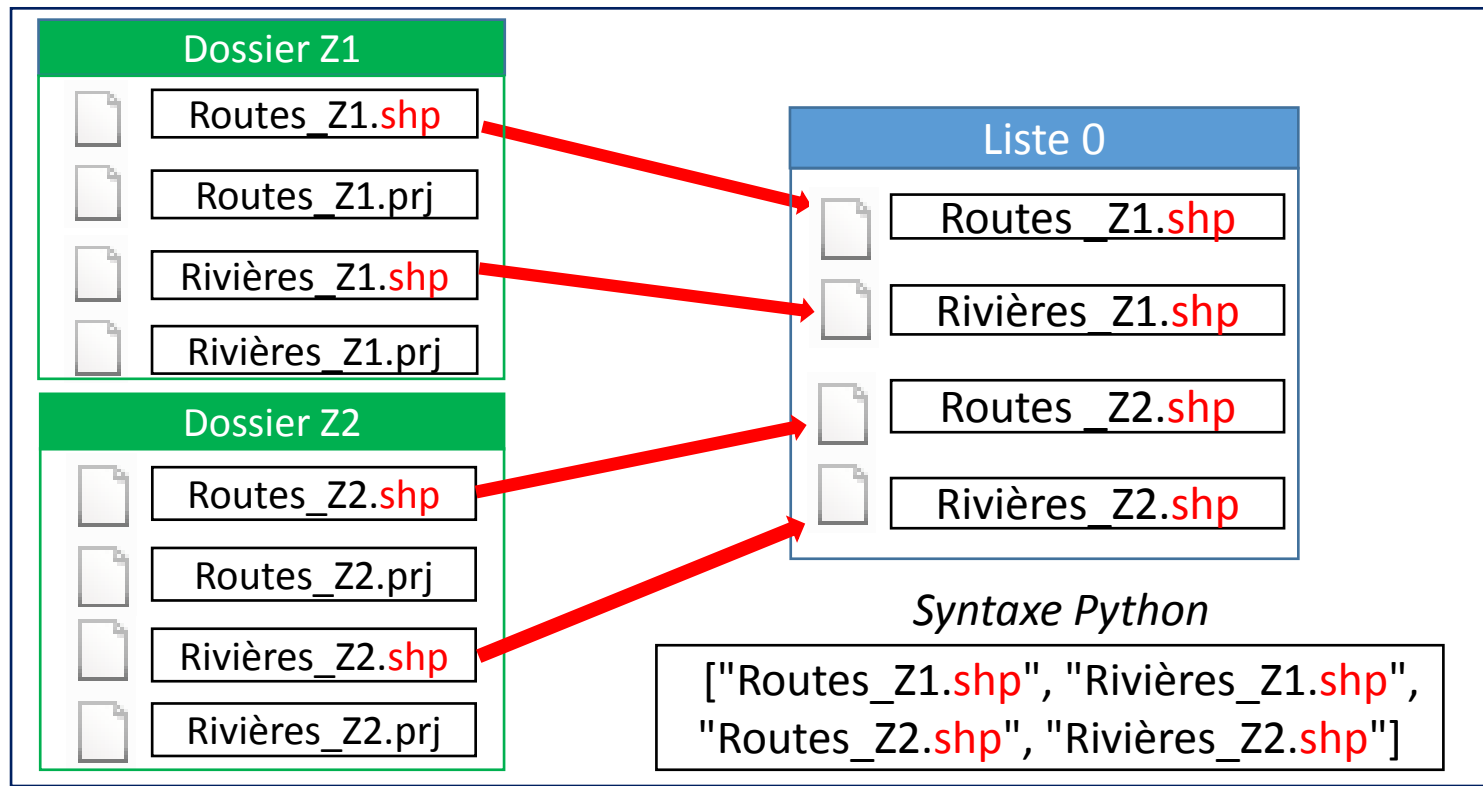 Dossier Z1
Routes_Z1.shp
Routes_Z1.prj
Rivières_Z1.shp
Rivières_Z1.prj
Dossier Z2
Routes_Z2.shp
Routes_Z2.prj
Rivières_Z2.shp
Rivières_Z2.prj
Liste 0
Routes _Z1.shp
Rivières_Z1.shp
Routes _Z2.shp
Rivières_Z2.shp
Syntaxe Python
["Routes_Z1.shp", "Rivières_Z1.shp",
"Routes_Z2.shp", "Rivières_Z2.shp"]